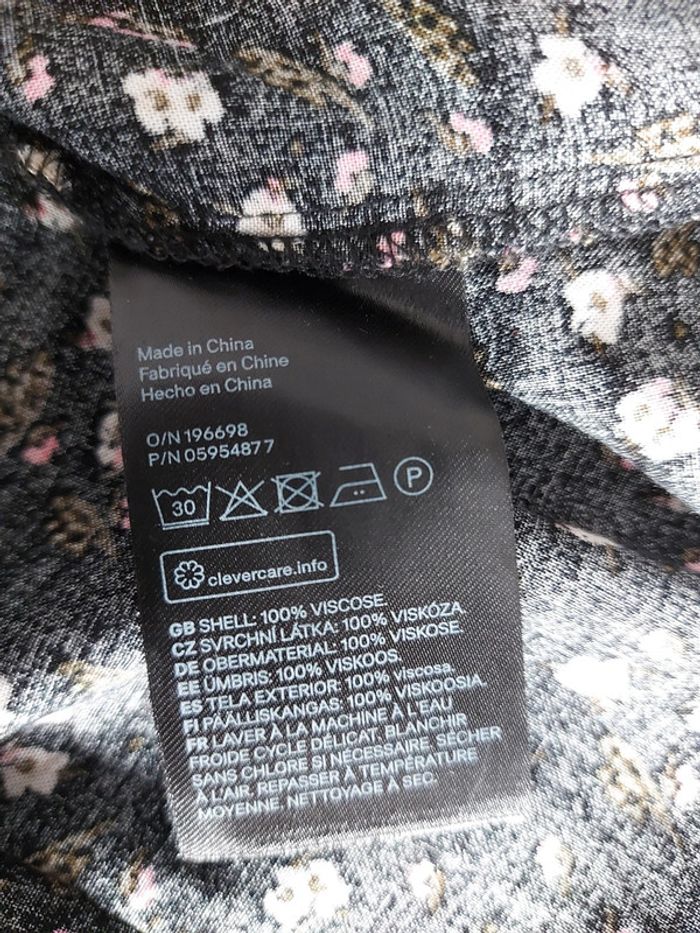 Made in China
Fabriqué en Chine
Hecho en China
O/N 196698
P/N 05954877
30 P
clevercare.info
GB SHELL: 100% VISCOSE.
CZ SVRCHNÍ LÁTKA: 100% VISKÓZA.
DE OBERMATERIAL: 100% VISKOSE.
EE ÜMBRIS: 100% VISKOOS.
ES TELA EXTERIOR: 100% viscosa.
FI PÄÄLLISKANGAS: 100% VISKOOSIA.
FR LAVER À LA MACHINE À L'EAU
FROIDE CYCLE DÉLICAT, BLANCHIR
SANS CHLORE SI NÉCESSAIRE, SÉCHER
À L'AIR, REPASSER À TEMPÉRATURE
MOYENNE, NETTOYAGE À SEC.